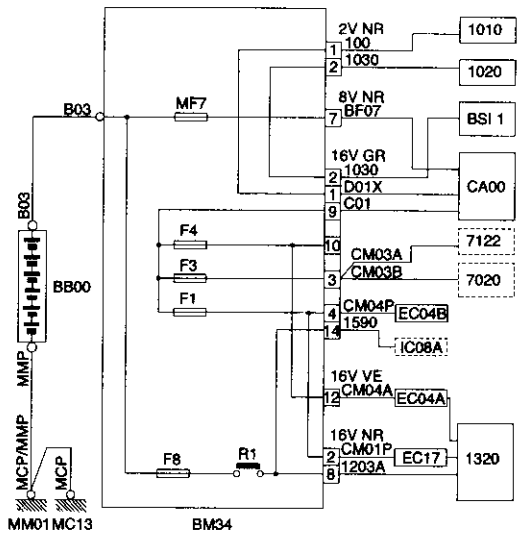 2V NR
1 100 1010
2 1030 1020
8V NR
B03 MF7 7 BF07 BSI 1
16V GR
2 1030
1 D01X CA00
9 C01
B03
F4 10
CM03A 7122
F3 3 CM03B 7020
BB00
F1 4 CM04P EC04B
14 1590
IC08A
MMP
16V VE
12 CM04A EC04A
16V NR 1320
MCP/MMP MCP
2 CM01P EC17
F8 R1 8 1203A
MM01 MC13 BM34